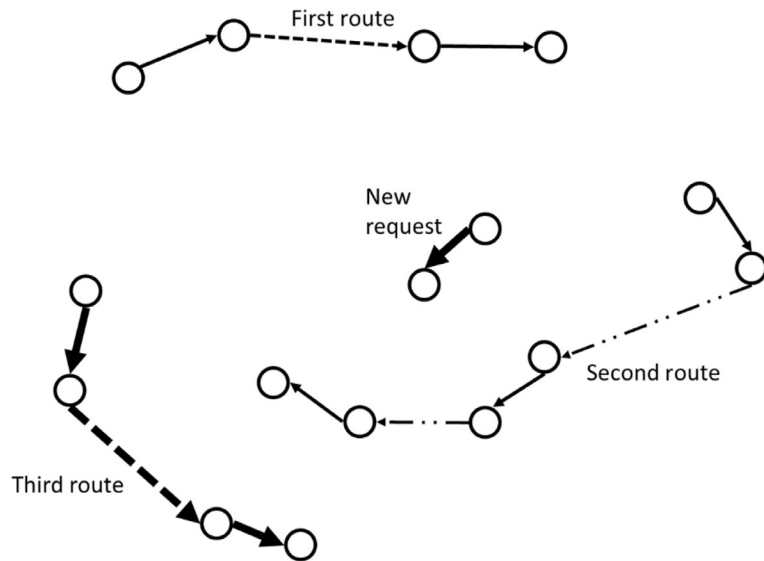 First route
New
request
Second route
Third route